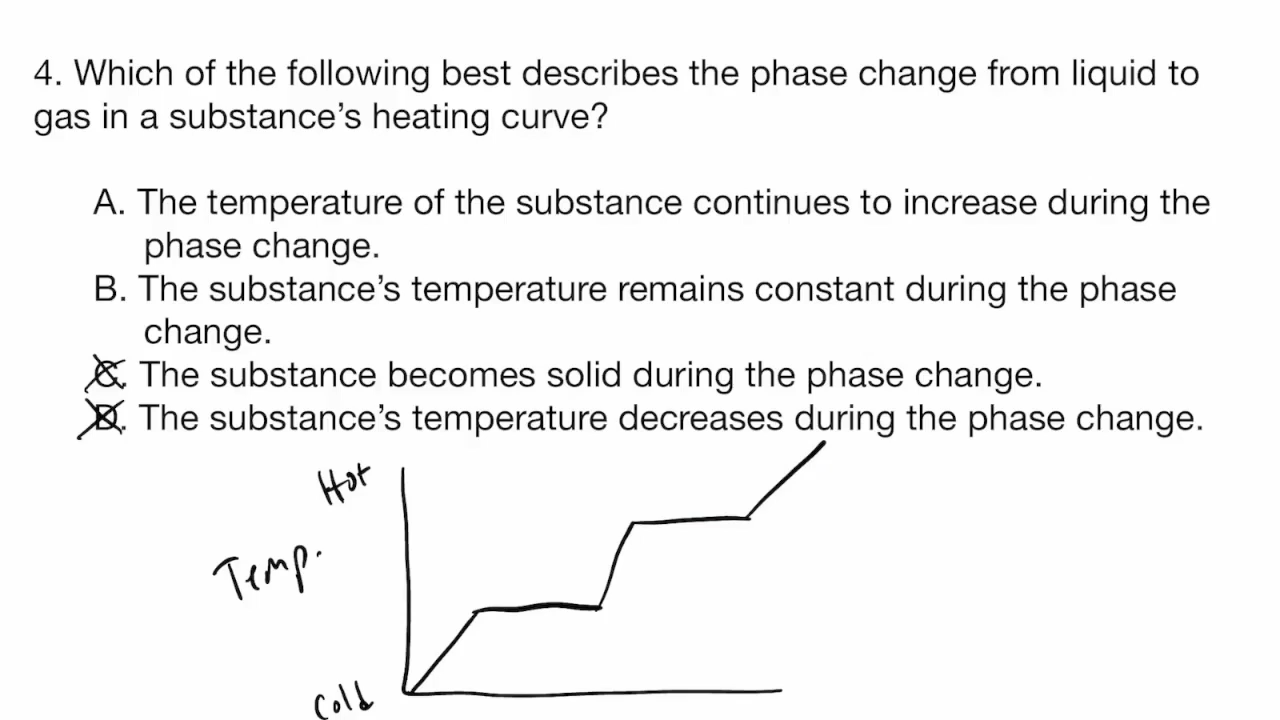 4. Which of the following best describes the phase change from liquid to
gas in a substance’s heating curve?
A. The temperature of the substance continues to increase during the
phase change.
B. The substance’s temperature remains constant during the phase
change.
C. The substance becomes solid during the phase change.
D. The substance’s temperature decreases during the phase change.
Hot
Temp.
Cold